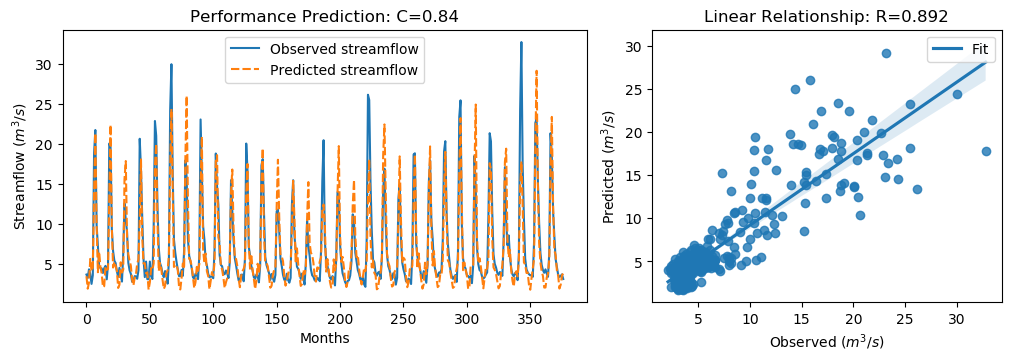 Performance Prediction: C=0.84
Observed streamflow
Predicted streamflow
Streamflow (m³/s)
30
25
20
15
10
5
0
50
100
150
200
250
300
350
Months
Linear Relationship: R=0.892
Fit
Predicted (m³/s)
30
25
20
15
10
5
5
10
15
20
25
30
Observed (m³/s)